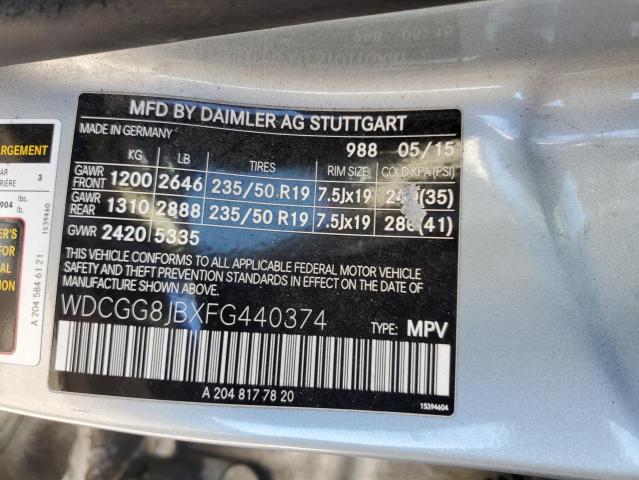 MFD BY DAIMLER AG STUTTGART
MADE IN GERMANY
988 05/15
KG LB TIRES RIM SIZE COLD KPA(PSI)
GAWR FRONT 1200 2646 235/50 R19 7.5Jx19 (35)
GAWR REAR 1310 2888 235/50 R19 7.5Jx19 (41)
GVWR 2420 5335
THIS VEHICLE CONFORMS TO ALL APPLICABLE FEDERAL MOTOR VEHICLE
SAFETY AND THEFT PREVENTION STANDARDS IN EFFECT ON THE DATE OF
MANUFACTURE SHOWN ABOVE.
WDCGG8JBXFG440374 TYPE: MPV
A 204 817 78 20
15394604
3
904 lbs.
1539460
A 204 584 61 21